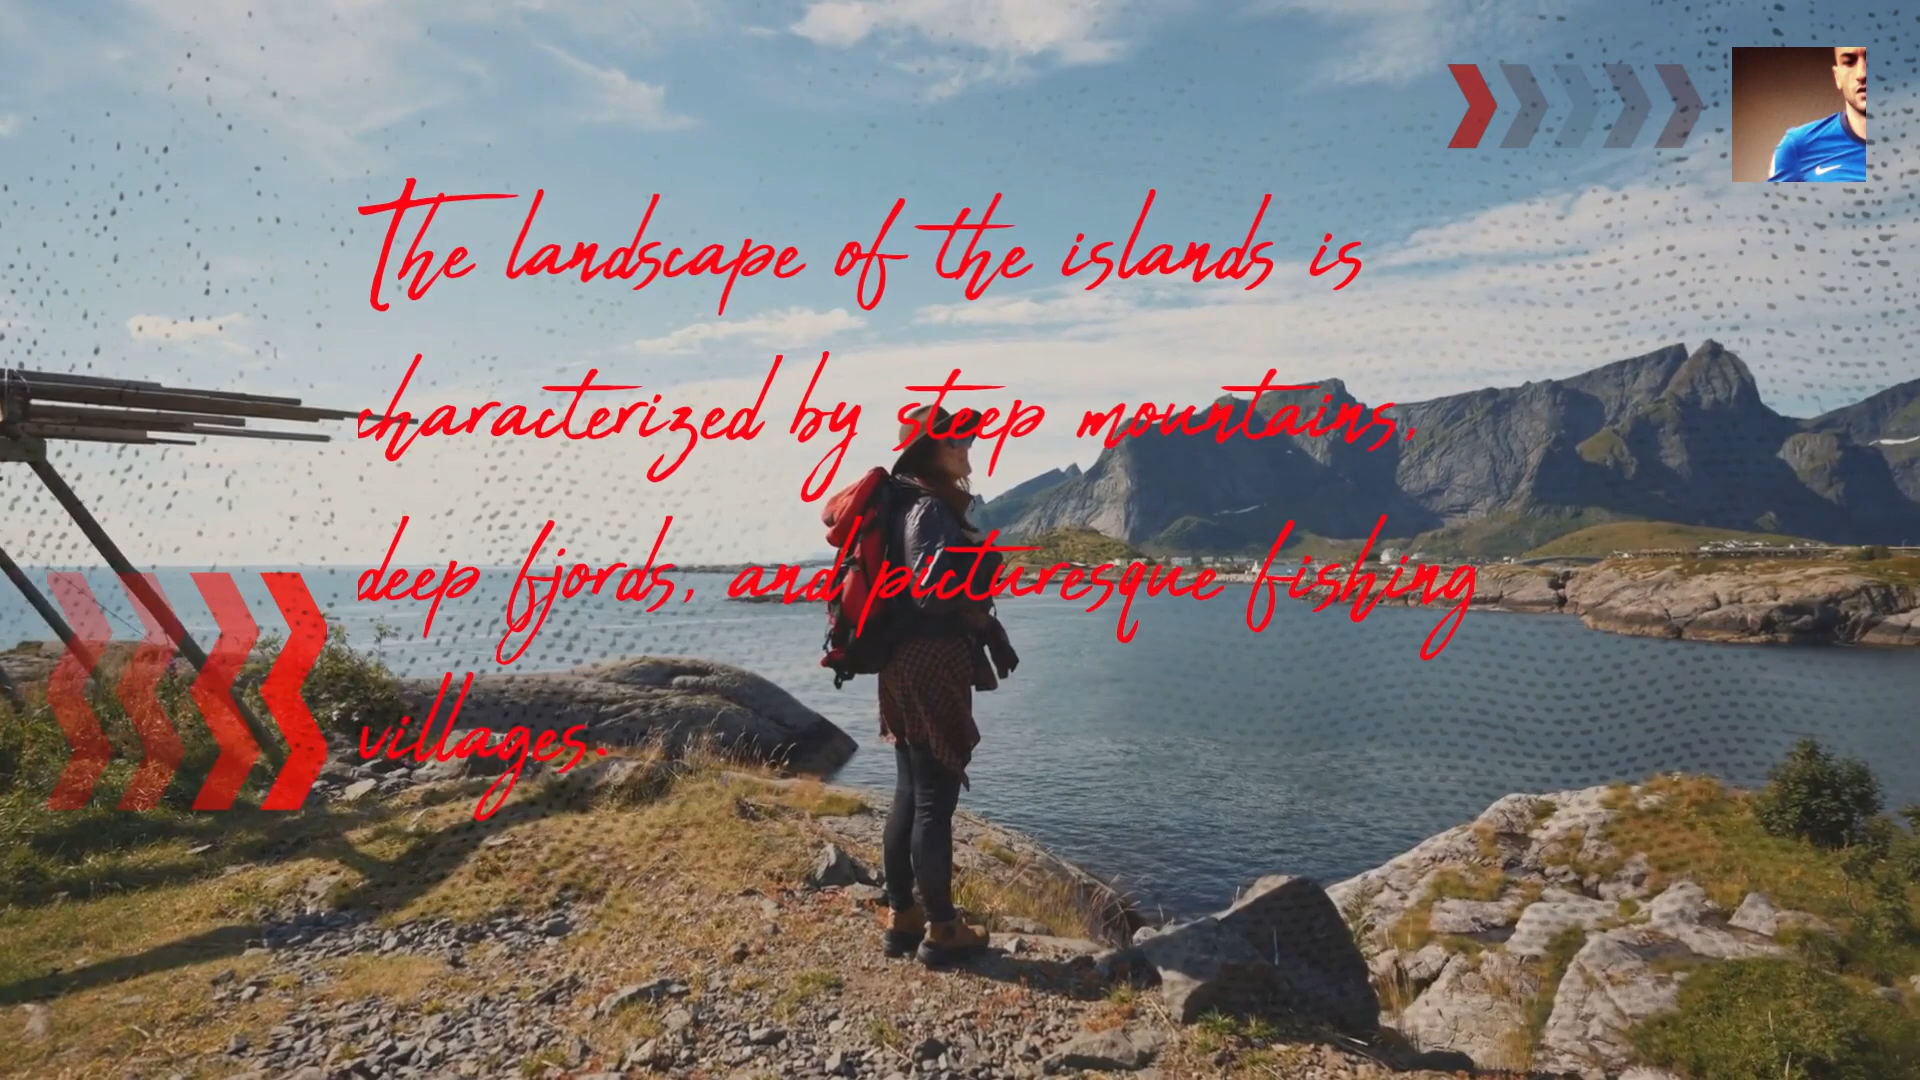 The landscape of the islands is
characterized by steep mountains,
deep fjords, and picturesque fishing
villages.